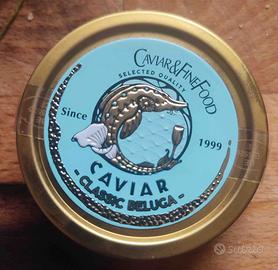 CAVIAR&FINEFOOD
SELECTED QUALITY
Since
1999
CAVIAR
- CLASSIC BELUGA -
subito